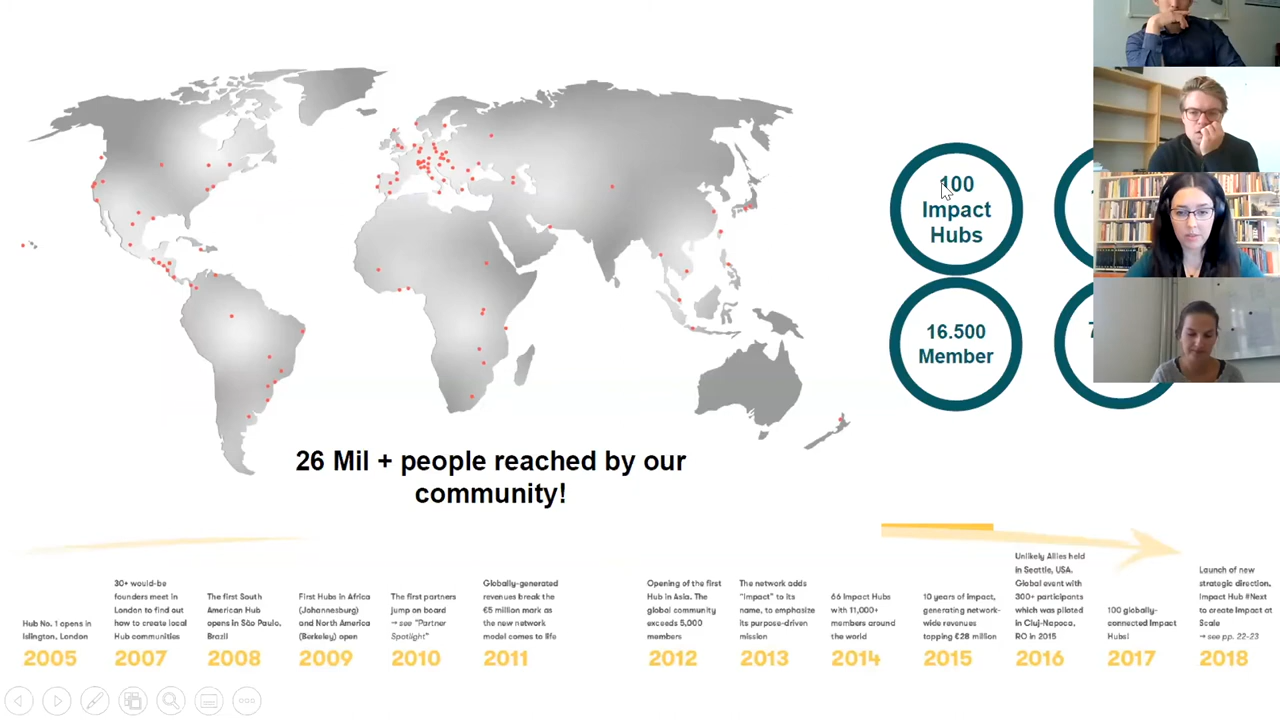 100
Impact
Hubs
16.500
Member
26 Mil + people reached by our
community!
Hub No. 1 opens in
Islington, London
2005
30+ would-be
founders meet in
London to find out
how to create local
Hub communities
2007
The first South
American Hub
opens in São Paulo,
Brazil
2008
First Hubs in Africa
(Johannesburg)
and North America
(Berkeley) open
2009
The first partners
jump on board
→ see "Partner
Spotlight"
2010
Globally-generated
revenues break the
€5 million mark as
the new network
model comes to life
2011
Opening of the first
Hub in Asia. The
global community
exceeds 5,000
members
2012
The network adds
"Impact" to its
name, to emphasize
its purpose-driven
mission
2013
66 Impact Hubs
with 11,000+
members around
the world
2014
10 years of impact,
generating network-
wide revenues
topping €28 million
2015
Unlikely Allies held
in Seattle, USA.
Global event with
300+ participants
which was piloted
in Cluj-Napoca,
RO in 2015
2016
100 globally-
connected Impact
Hubs!
2017
Launch of new
strategic direction,
Impact Hub #Next
to create Impact at
Scale
→ see pp. 22-23
2018